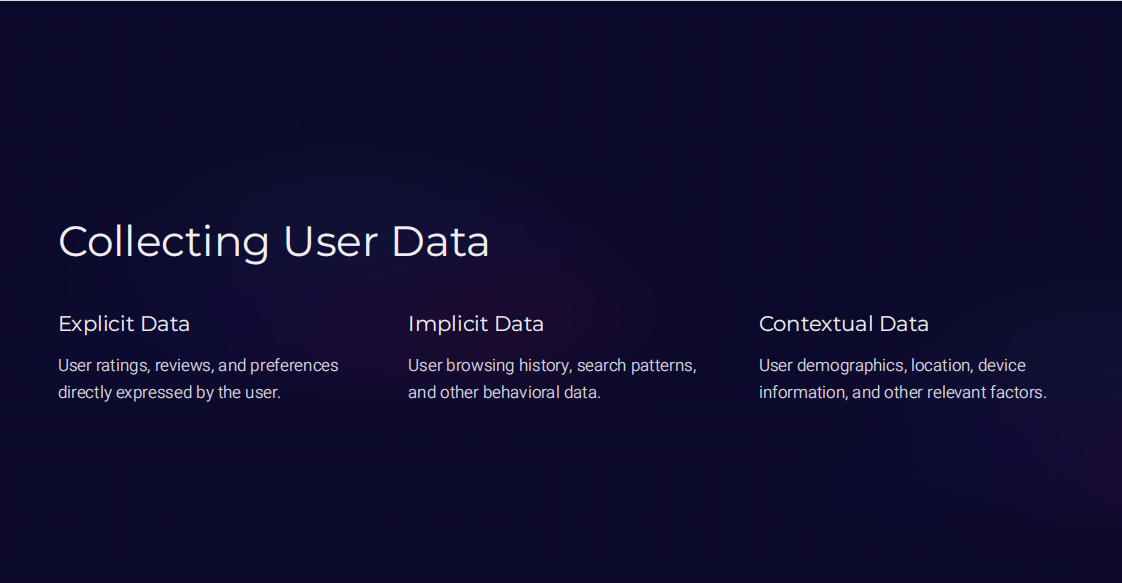 Collecting User Data
Explicit Data
User ratings, reviews, and preferences
directly expressed by the user.
Implicit Data
User browsing history, search patterns,
and other behavioral data.
Contextual Data
User demographics, location, device
information, and other relevant factors.